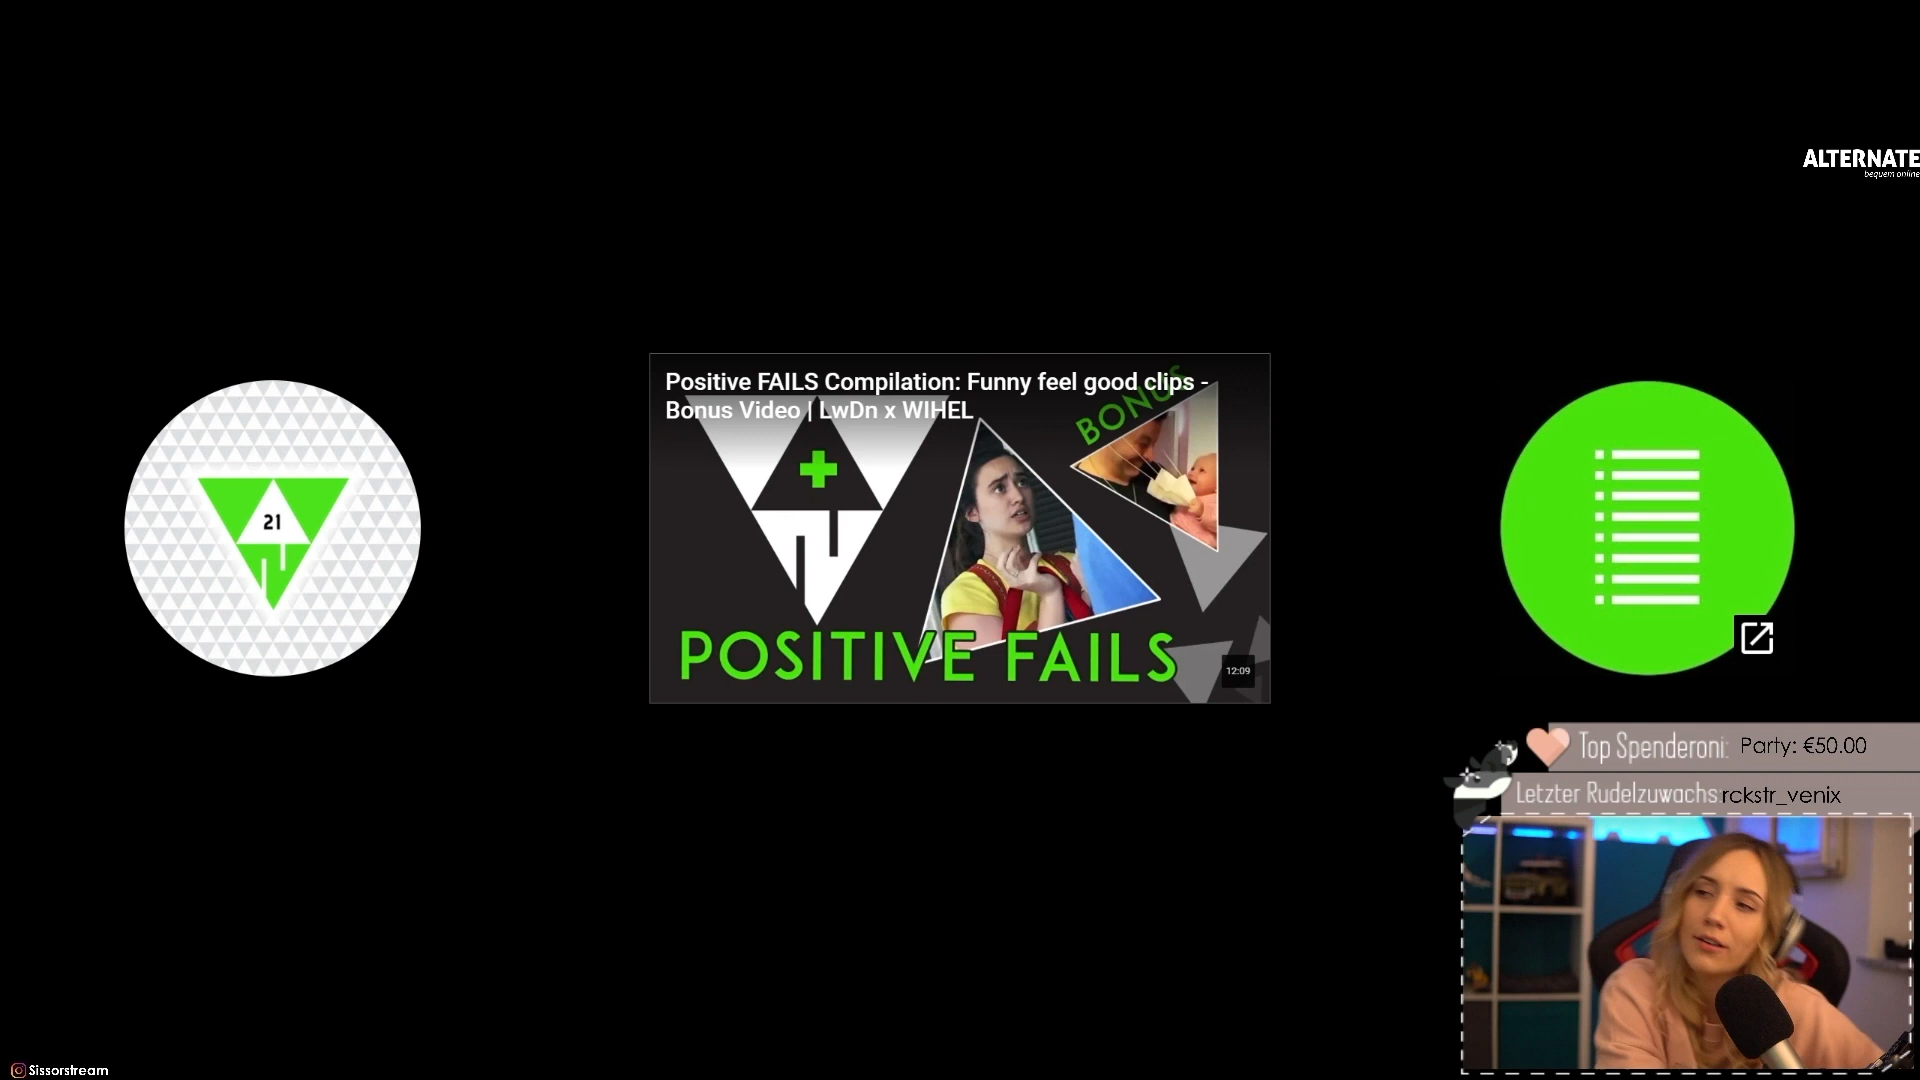 ALTERNATE
bequem online
Positive FAILS Compilation: Funny feel good clips -
Bonus Video | LwDn x WIHEL
BONUS
21
POSITIVE FAILS
12:09
Top Spenderoni: Party: €50.00
Letzter Rudelzuwachs: rckstr_venix
Sissorstream